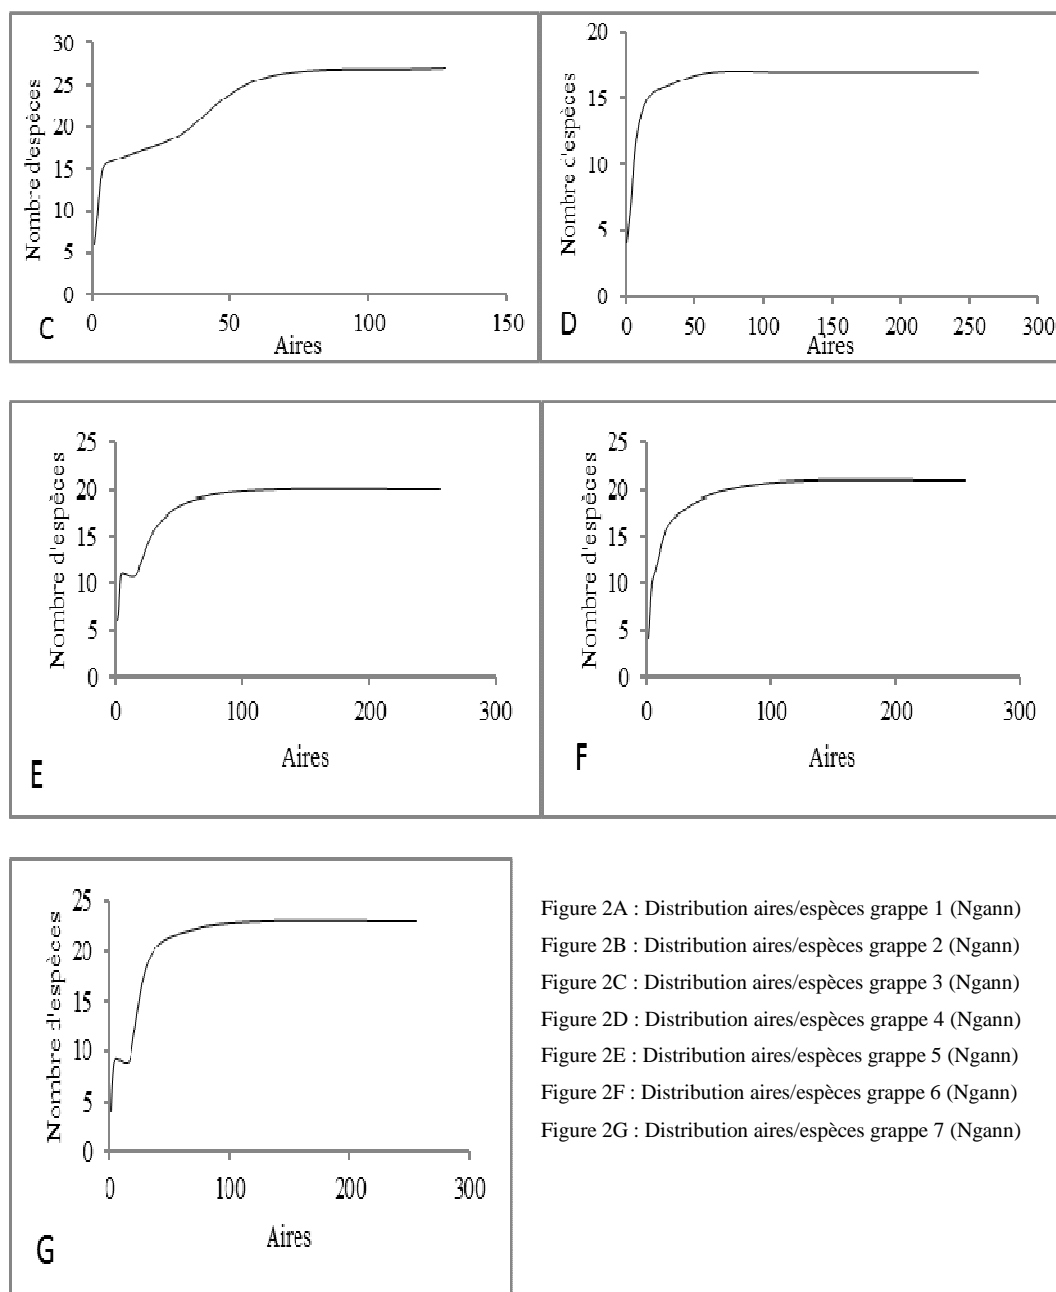 30
25
20
15
10
5
0
Nombre d'espèces
0 50 100 150
Aires
C
20
15
10
5
0
Nombre d'espèces
0 50 100 150 200 250 300
Aires
D
25
20
15
10
5
0
Nombre d'espèces
0 100 200 300
Aires
E
25
20
15
10
5
0
Nombre d'espèces
0 100 200 300
Aires
F
25
20
15
10
5
0
Nombre d'espèces
0 100 200 300
Aires
G
Figure 2A : Distribution aires/espèces grappe 1 (Ngann)
Figure 2B : Distribution aires/espèces grappe 2 (Ngann)
Figure 2C : Distribution aires/espèces grappe 3 (Ngann)
Figure 2D : Distribution aires/espèces grappe 4 (Ngann)
Figure 2E : Distribution aires/espèces grappe 5 (Ngann)
Figure 2F : Distribution aires/espèces grappe 6 (Ngann)
Figure 2G : Distribution aires/espèces grappe 7 (Ngann)